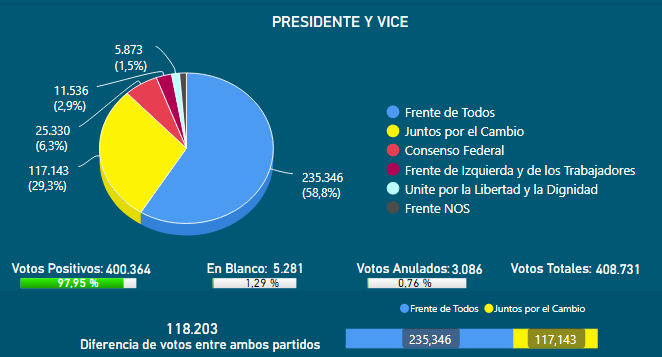 PRESIDENTE Y VICE
5.873
(1,5%)
11.536
(2,9%)
25.330
(6,3%)
117.143
(29,3%)
235.346
(58,8%)
Frente de Todos
Juntos por el Cambio
Consenso Federal
Frente de Izquierda y de los Trabajadores
Unite por la Libertad y la Dignidad
Frente NOS
Votos Positivos: 400.364
97,95 %
En Blanco: 5.281
1,29 %
Votos Anulados: 3.086
0,76 %
Votos Totales: 408.731
Frente de Todos Juntos por el Cambio
118.203
Diferencia de votos entre ambos partidos
235,346 117,143